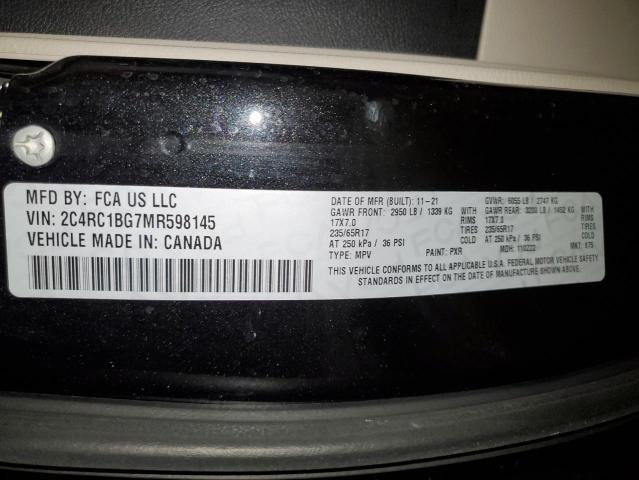 MFD BY: FCA US LLC
VIN: 2C4RC1BG7MR598145
VEHICLE MADE IN: CANADA
DATE OF MFR (BUILT): 11-21 GVWR: 6055 LB / 2747 KG
GAWR FRONT: 2950 LB / 1339 KG WITH GAWR REAR: 3200 LB / 1452 KG WITH
17X7.0 RIMS 17X7.0 RIMS
235/65R17 TIRES 235/65R17 TIRES
AT 250 kPa / 36 PSI COLD AT 250 kPa / 36 PSI COLD
TYPE: MPV PAINT: PXR MDH: 110222 MKT:
THIS VEHICLE CONFORMS TO ALL APPLICABLE U.S.A. FEDERAL MOTOR VEHICLE SAFETY
STANDARDS IN EFFECT ON THE DATE OF MANUFACTURE SHOWN ABOVE.